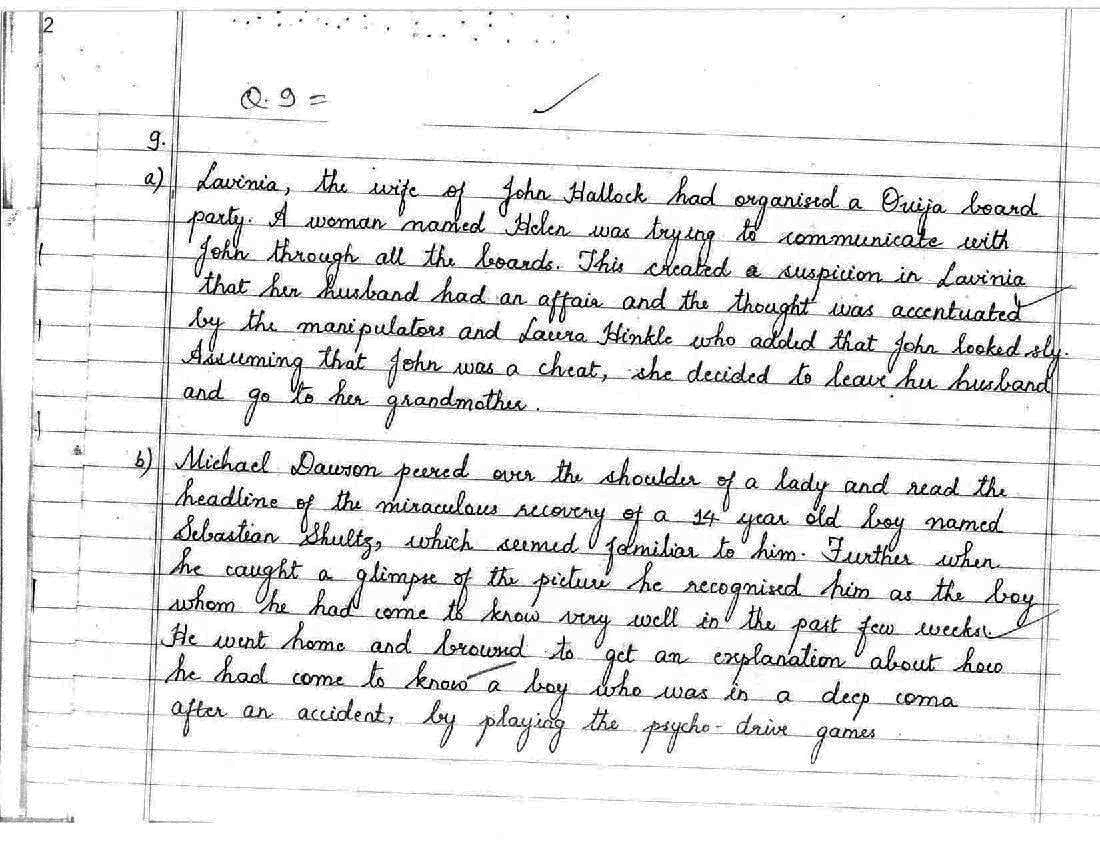 2
Q. 9 =
9.
a) Lavinia, the wife of John Hallock had organised a Ouija board
party. A woman named Helen was trying to communicate with
John through all the boards. This created a suspicion in Lavinia
that her husband had an affair and the thought was accentuated
by the manipulators and Laura Hinkle who added that John looked sly.
Assuming that John was a cheat, she decided to leave her husband
and go to her grandmother.
b) Michael Dawson peered over the shoulder of a lady and read the
headline of the miraculous recovery of a 14 year old boy named
Sebastian Shultz, which seemed familiar to him. Further when
he caught a glimpse of the picture he recognised him as the boy
whom he had come to know very well in the past few weeks.
He went home and browsd to get an explanation about how
he had come to know a boy who was in a deep coma
after an accident, by playing the psycho-drive games